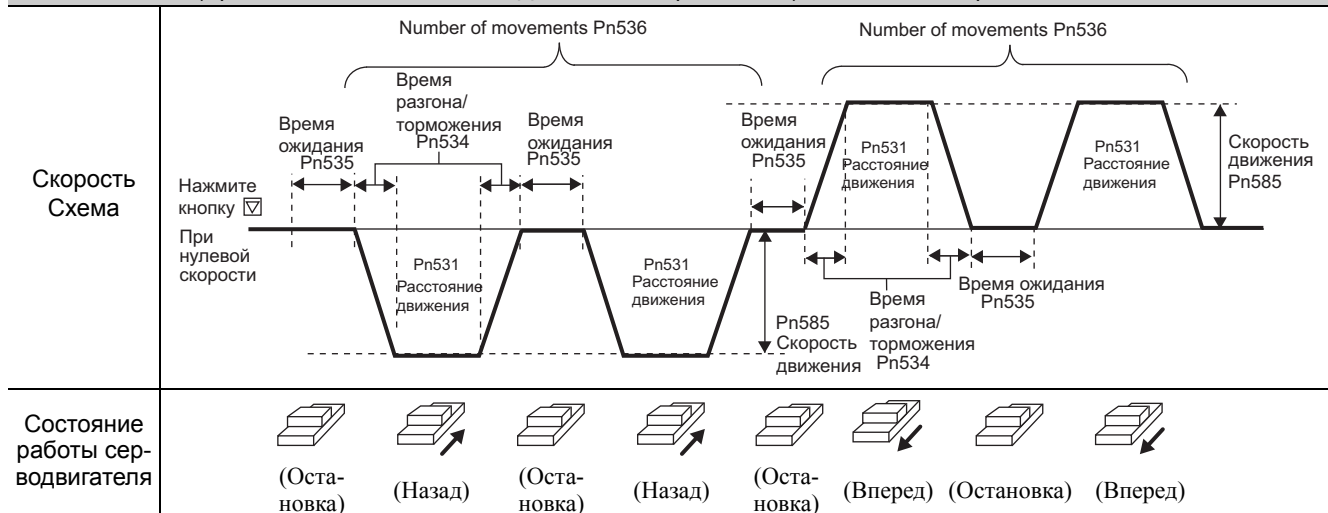 Number of movements Pn536
Number of movements Pn536
Скорость
Схема
Нажмите
кнопку
При
нулевой
скорости
Время
ожидания
Pn535
Время
разгона/
торможения
Pn534
Время
ожидания
Pn535
Время
ожидания
Pn535
Pn531
Расстояние
движения
Pn531
Расстояние
движения
Pn531
Расстояние
движения
Pn531
Расстояние
движения
Скорость
движения
Pn585
Pn585
Скорость
движения
Время
разгона/
торможения
Pn534
Время ожидания
Pn535
Состояние
работы сер-
водвигателя
(Оста-
новка)
(Назад)
(Оста-
новка)
(Назад)
(Оста-
новка)
(Вперед)
(Остановка)
(Вперед)